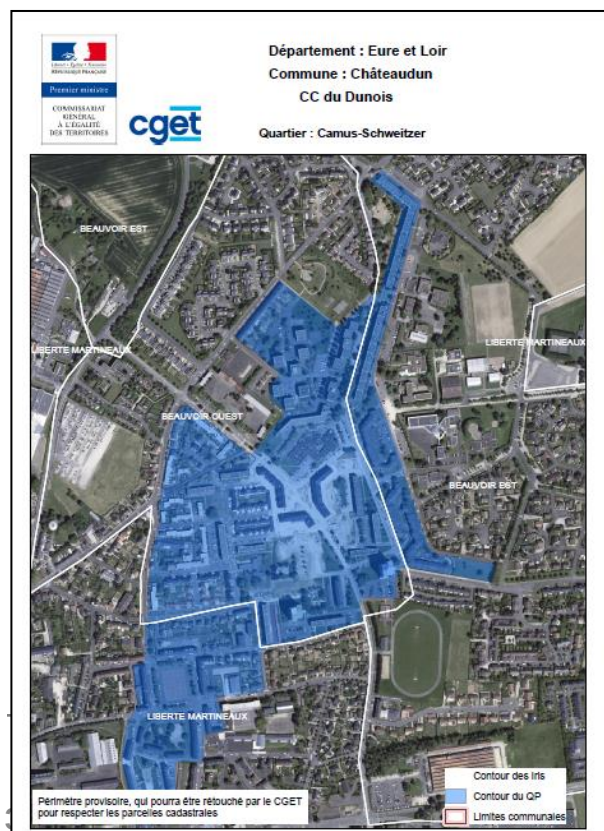 Département : Eure et Loir
Commune : Châteaudun
CC du Dunois
Quartier : Camus-Schweitzer
Liberté • Égalité • Fraternité
RÉPUBLIQUE FRANÇAISE
Premier ministre
COMMISSARIAT
GÉNÉRAL
À L'ÉGALITÉ
DES TERRITOIRES
cget
BEAUVOIR EST
LIBERTE MARTINEAUX
LIBERTE MARTINEAUX
BEAUVOIR OUEST
BEAUVOIR EST
LIBERTE MARTINEAUX
Périmètre provisoire, qui pourra être rétouché par le CGET
pour respecter les parcelles cadastrales
Contour des Iris
Contour du QP
Limites communales